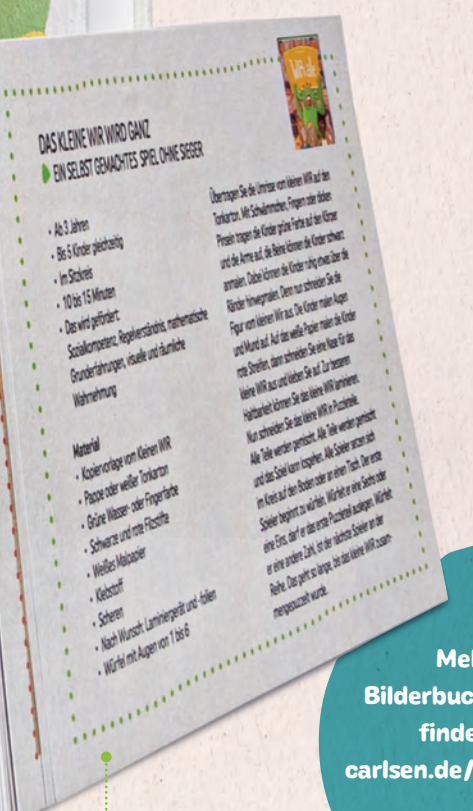 DAS KLEINE WIR WIRD GANZ
EIN SELBST GEMACHTES SPIEL OHNE SIEGER
• Ab 3 Jahren
• Bis 5 Kinder gleichzeitig
• Im Sitzkreis
• 10 bis 15 Minuten
• Das wird gefördert:
Sozialkompetenz, Regelverständnis, mathematische
Grunderfahrungen, visuelle und räumliche
Wahrnehmung
Material
• Kopiervorlage vom Kleinen WIR
• Pappe oder weißer Tonkarton
• Grüne Wasser- oder Fingerfarbe
• Schwarze und rote Filzstifte
• Weißes Malpapier
• Klebstoff
• Scheren
• Nach Wunsch: Laminiergerät und -folien
• Würfel mit Augen von 1 bis 6
Übertragen Sie die Umrisse vom kleinen WIR auf den
Tonkarton. Mit Schwämmchen, Fingern oder dicken
Pinseln tragen die Kinder grüne Farbe auf den Körper
und die Arme auf, die Beine können die Kinder schwarz
anmalen. Dabei können die Kinder ruhig etwas über die
Ränder hinwegmalen. Denn nun schneiden Sie die
Figur vom kleinen Wir aus. Die Kinder malen Augen
und Mund auf. Auf das weiße Papier malen die Kinder
rote Streifen, dann schneiden Sie eine Nase für das
kleine WIR aus und kleben Sie auf. Zur besseren
Haltbarkeit können Sie das kleine WIR laminieren.
Nun schneiden Sie das kleine WIR in Puzzleteile.
Alle Teile werden gemischt. Alle Teile werden gemischt
und das Spiel kann losgehen. Alle Spieler setzen sich
im Kreis auf den Boden oder an einen Tisch. Der erste
Spieler beginnt zu würfeln. Würfelt er eine Sechs oder
eine Eins, darf er das erste Puzzleteil auslegen. Würfelt
er eine andere Zahl, ist der nächste Spieler an der
Reihe. Das geht so lange, bis das kleine WIR zusam-
mengepuzzelt wurde.
Bilderbuc
finde
carlsen.de/